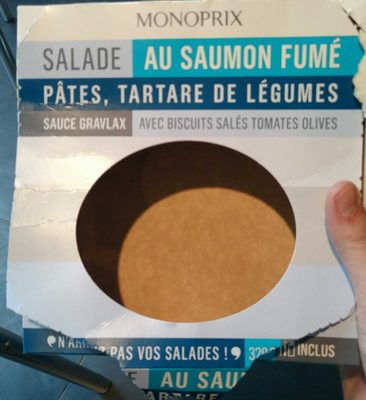 MONOPRIX
SALADE AU SAUMON FUMÉ
PÂTES, TARTARE DE LÉGUMES
SAUCE GRAVLAX AVEC BISCUITS SALÉS TOMATES OLIVES
PAS VOS SALADES ! INCLUS
AU SAU